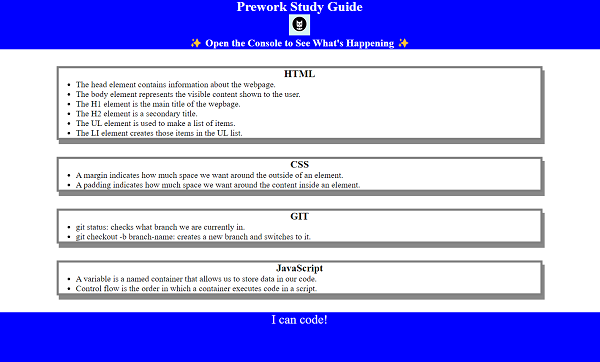 Prework Study Guide
✨ Open the Console to See What's Happening ✨
HTML
• The head element contains information about the webpage.
• The body element represents the visible content shown to the user.
• The H1 element is the main title of the wepbage.
• The H2 element is a secondary title.
• The UL element is used to make a list of items.
• The LI element creates those items in the UL list.
CSS
• A margin indicates how much space we want around the outside of an element.
• A padding indicates how much space we want around the content inside an element.
GIT
• git status: checks what branch we are currently in.
• git checkout -b branch-name: creates a new branch and switches to it.
JavaScript
• A variable is a named container that allows us to store data in our code.
• Control flow is the order in which a container executes code in a script.
I can code!